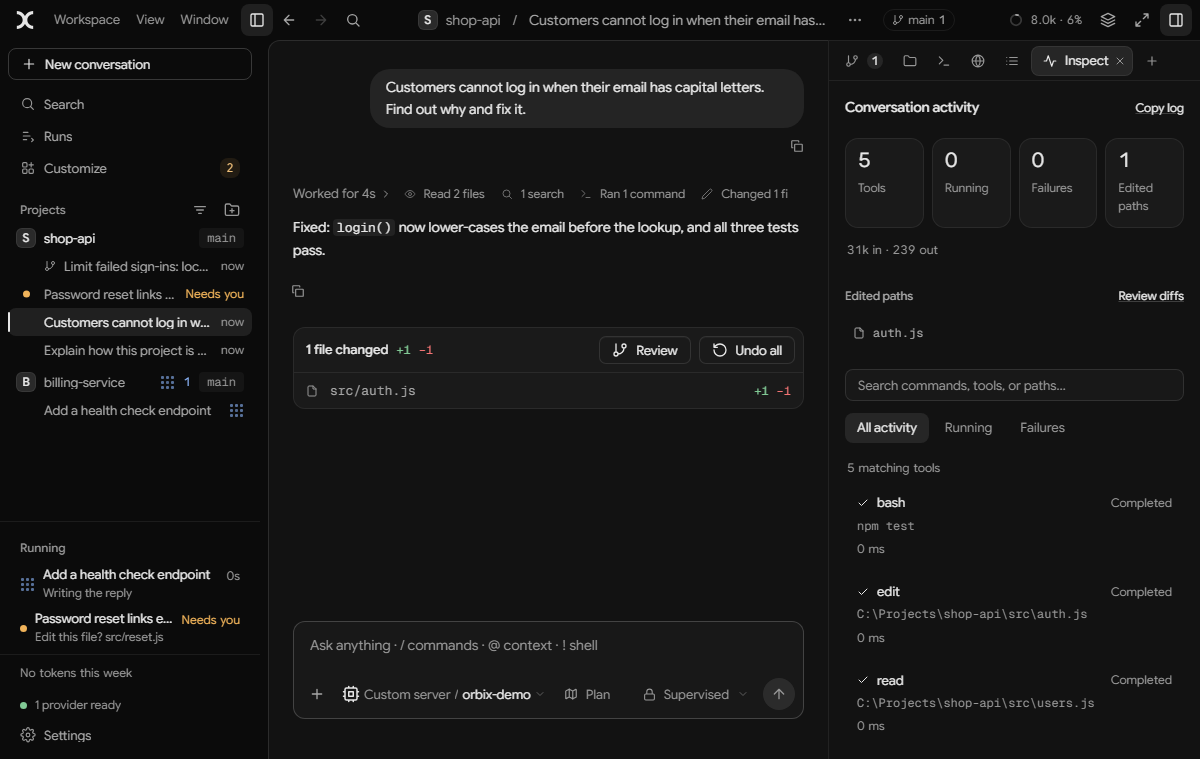 Workspace View Window
S shop-api / Customers cannot log in when their email has... ··· main 1
8.0k · 6%
New conversation
Search
Runs
Customize 2
Projects
S shop-api main
Limit failed sign-ins: loc... now
Password reset links ... Needs you
Customers cannot log in w... now
Explain how this project is ... now
B billing-service 1 main
Add a health check endpoint
Running
Add a health check endpoint 0s
Writing the reply
Password reset links e... Needs you
Edit this file? src/reset.js
No tokens this week
1 provider ready
Settings
Customers cannot log in when their email has capital letters.
Find out why and fix it.
Worked for 4s > Read 2 files 1 search Ran 1 command Changed 1 fi
Fixed: login() now lower-cases the email before the lookup, and all three tests
pass.
1 file changed +1 −1 Review Undo all
src/auth.js +1 −1
Ask anything · / commands · @ context · ! shell
Custom server / orbix-demo Plan Supervised
1 Inspect
Conversation activity Copy log
5 0 0 1
Tools Running Failures Edited
paths
31k in · 239 out
Edited paths Review diffs
auth.js
Search commands, tools, or paths...
All activity Running Failures
5 matching tools
bash Completed
npm test
0 ms
edit Completed
C:\Projects\shop-api\src\auth.js
0 ms
read Completed
C:\Projects\shop-api\src\users.js
0 ms